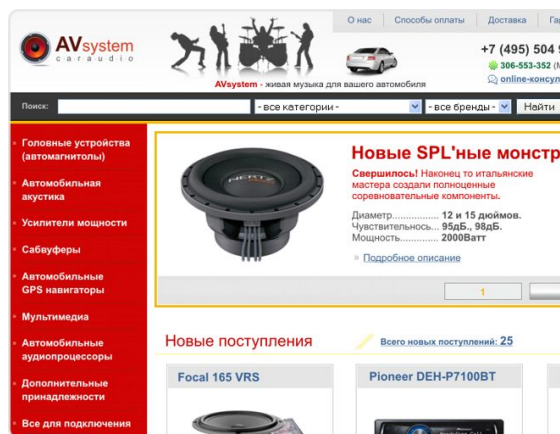 О нас
Способы оплаты
Доставка
AVsystem
caraudio
+7 (495) 504
306-553-352
AVsystem - живая музыка для вашего автомобиля
Поиск:
- все категории -
- все бренды -
Найти
Головные устройства
(автомагнитолы)
Автомобильная
акустика
Усилители мощности
Сабвуферы
Автомобильные
GPS навигаторы
Мультимедиа
Автомобильные
аудиопроцессоры
Дополнительные
принадлежности
Все для подключения
HERTZ
Новые SPL'ные монстр
Свершилось! Наконец то итальянские
мастера создали полноценные
соревновательные компоненты.
Диаметр................ 12 и 15 дюймов.
Чувствительнось... 95дБ., 98дБ.
Мощность............. 2000Ватт
Подробное описание
1
Новые поступления
Всего новых поступлений: 25
Focal 165 VRS
Pioneer DEH-P7100BT